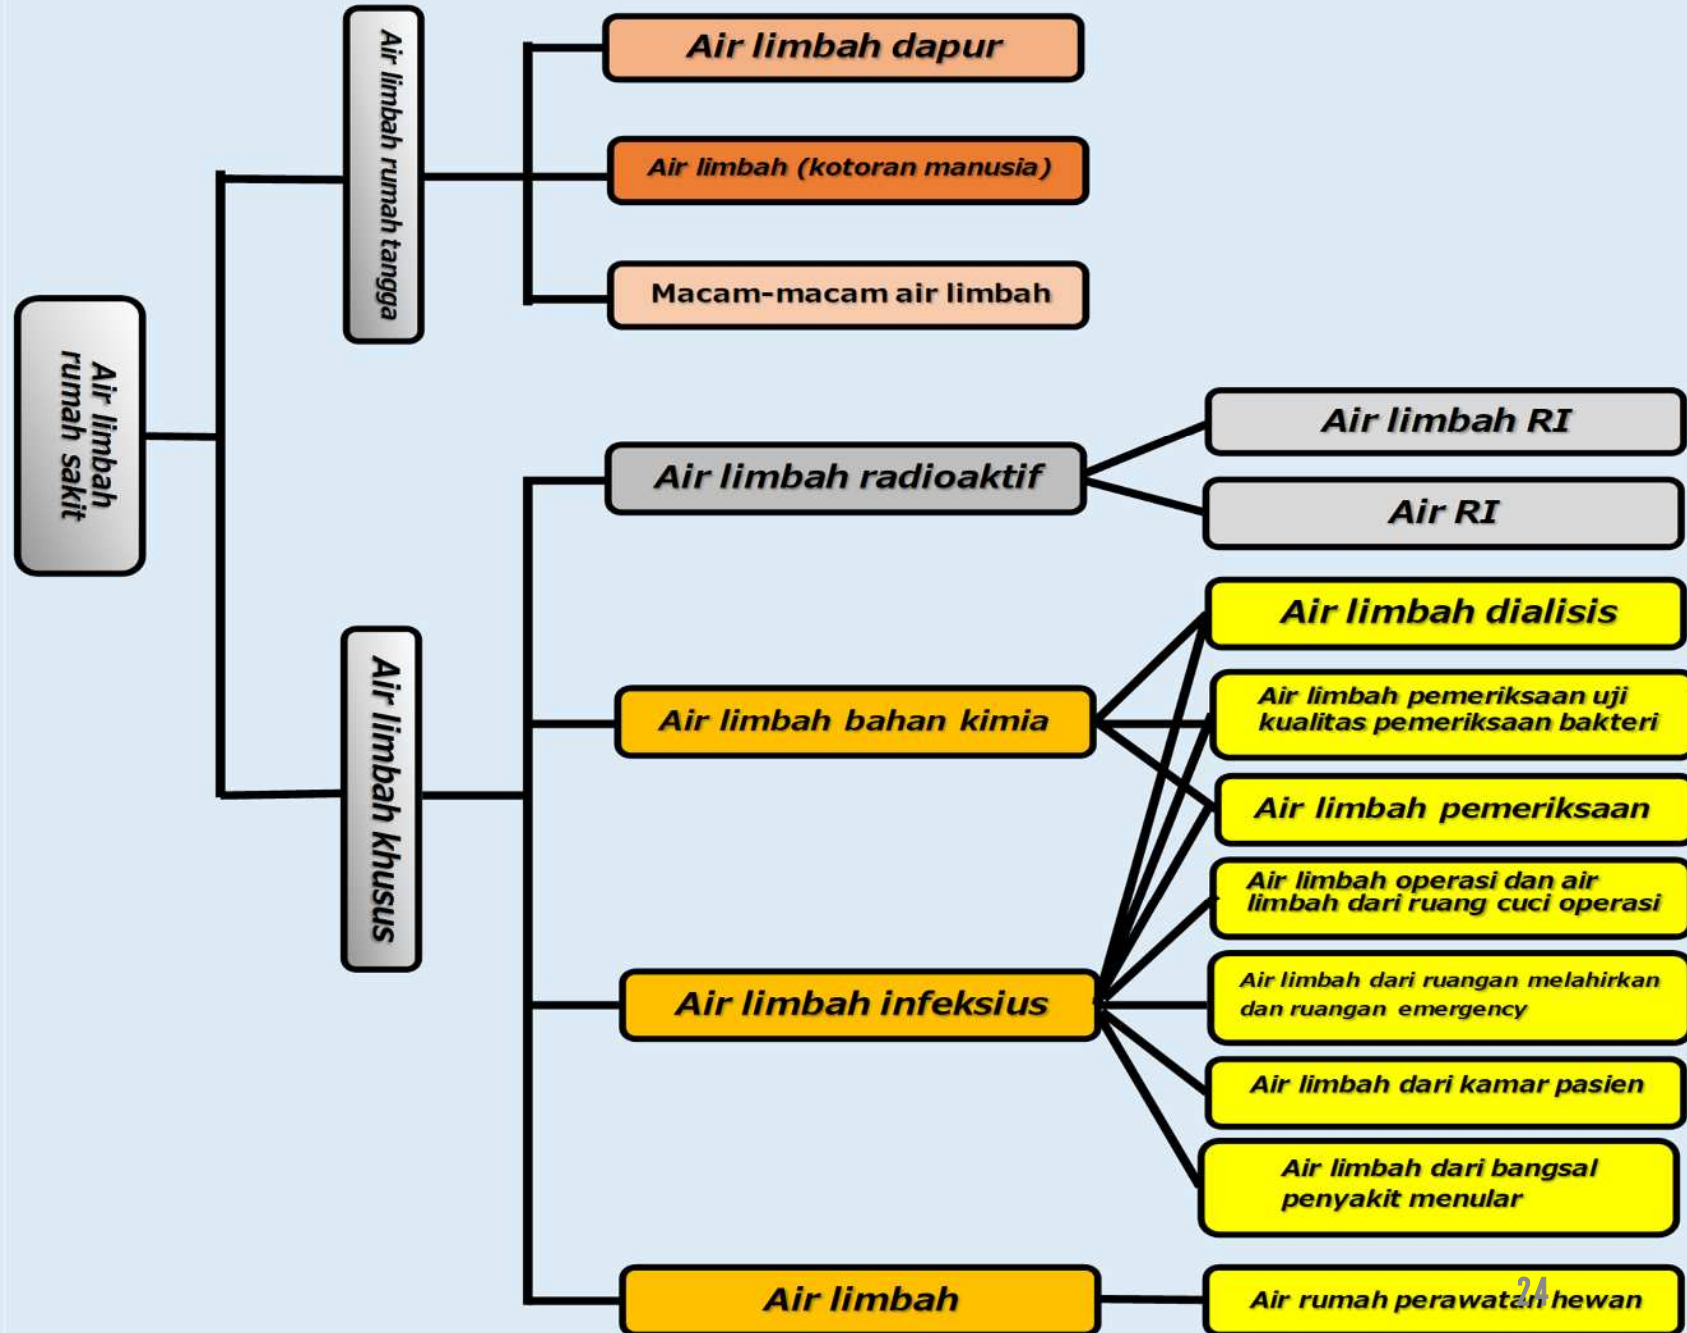 Air limbah
rumah sakit
Air limbah rumah tangga
Air limbah dapur
Air limbah (kotoran manusia)
Macam-macam air limbah
Air limbah khusus
Air limbah radioaktif
Air limbah RI
Air RI
Air limbah bahan kimia
Air limbah dialisis
Air limbah pemeriksaan uji
kualitas pemeriksaan bakteri
Air limbah pemeriksaan
Air limbah infeksius
Air limbah operasi dan air
limbah dari ruang cuci operasi
Air limbah dari ruangan melahirkan
dan ruangan emergency
Air limbah dari kamar pasien
Air limbah dari bangsal
penyakit menular
Air limbah
Air rumah perawatan hewan
24